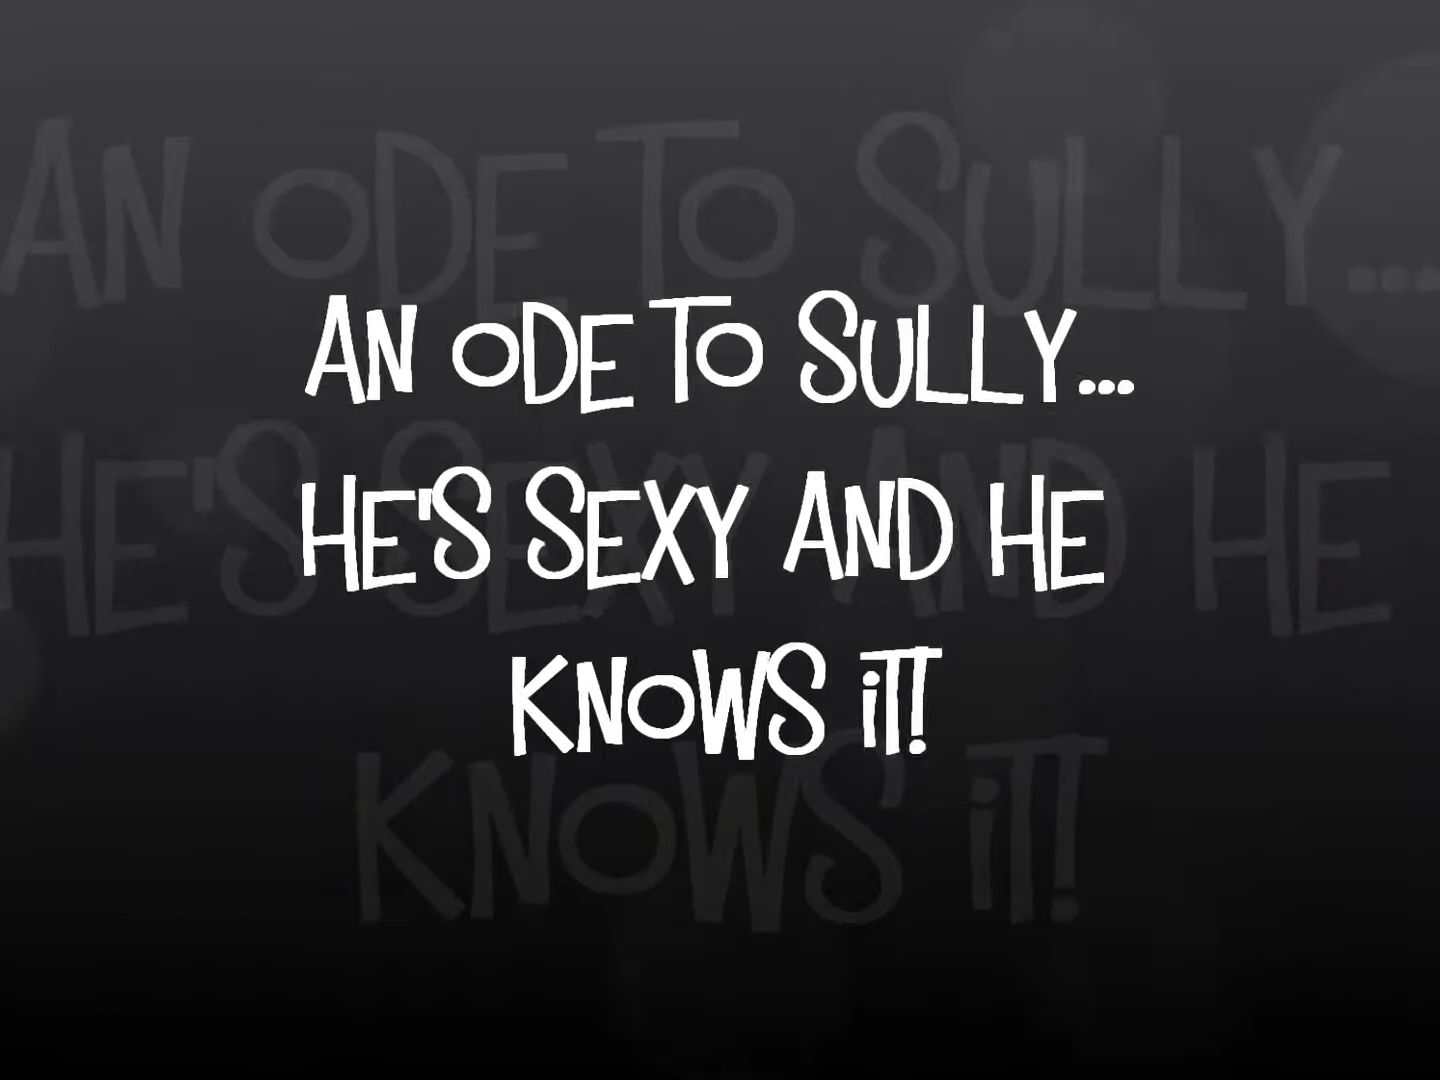 AN ODE TO SULLY...
HE'S SEXY AND HE
KNOWS iT!